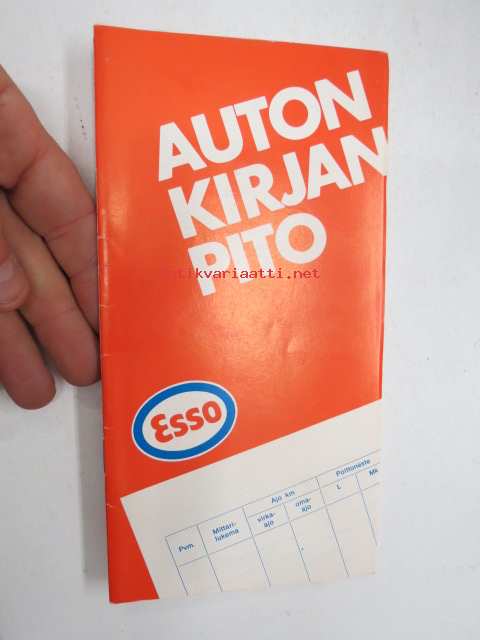 AUTON
KIRJAN
PITO
antikvariaatti.net
Esso
Ajo km
Polttoneste
Pvm
Mittari-
lukema
virka-
ajo
oma-
ajo
L
Mk